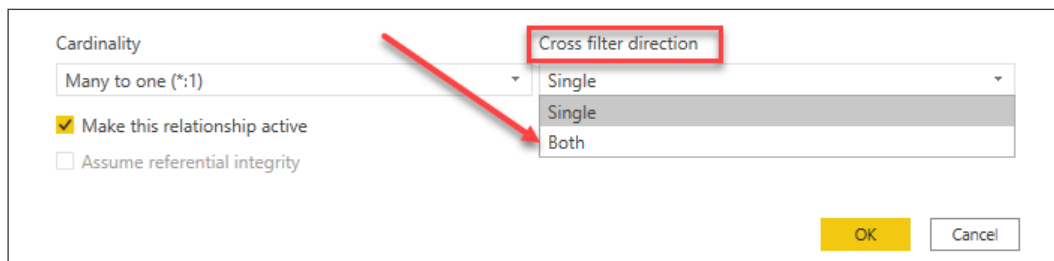 Cardinality
Cross filter direction
Many to one (*:1)
Single
Single
Both
Make this relationship active
Assume referential integrity
OK
Cancel